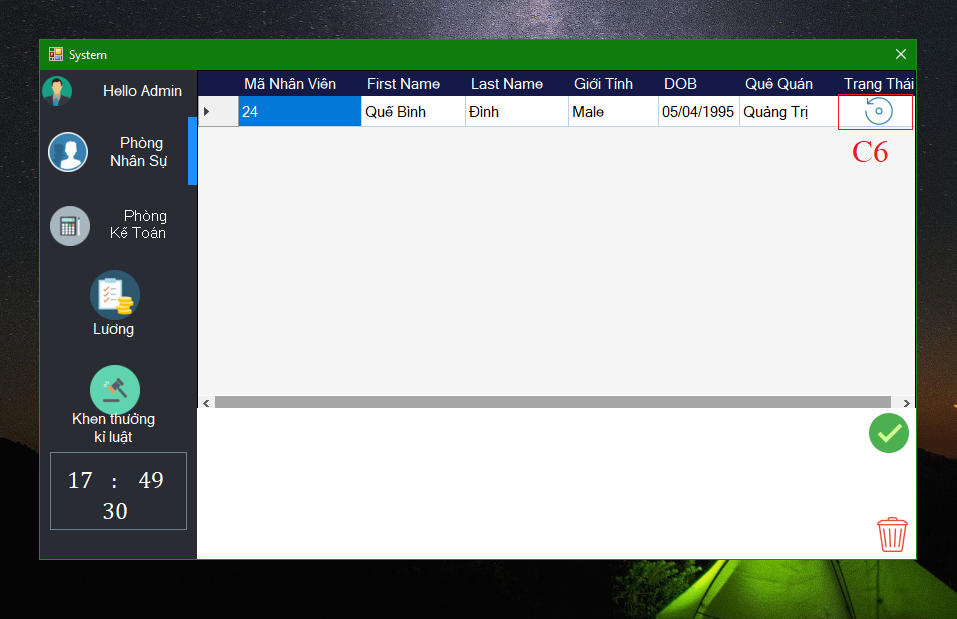 System
Hello Admin
Phòng
Nhân Sự
Phòng
Kế Toán
Lương
Khen thưởng
kỉ luật
17 : 49
30
Mã Nhân Viên First Name Last Name Giới Tính DOB Quê Quán Trạng Thái
24 Quế Bình Đình Male 05/04/1995 Quảng Trị
C6